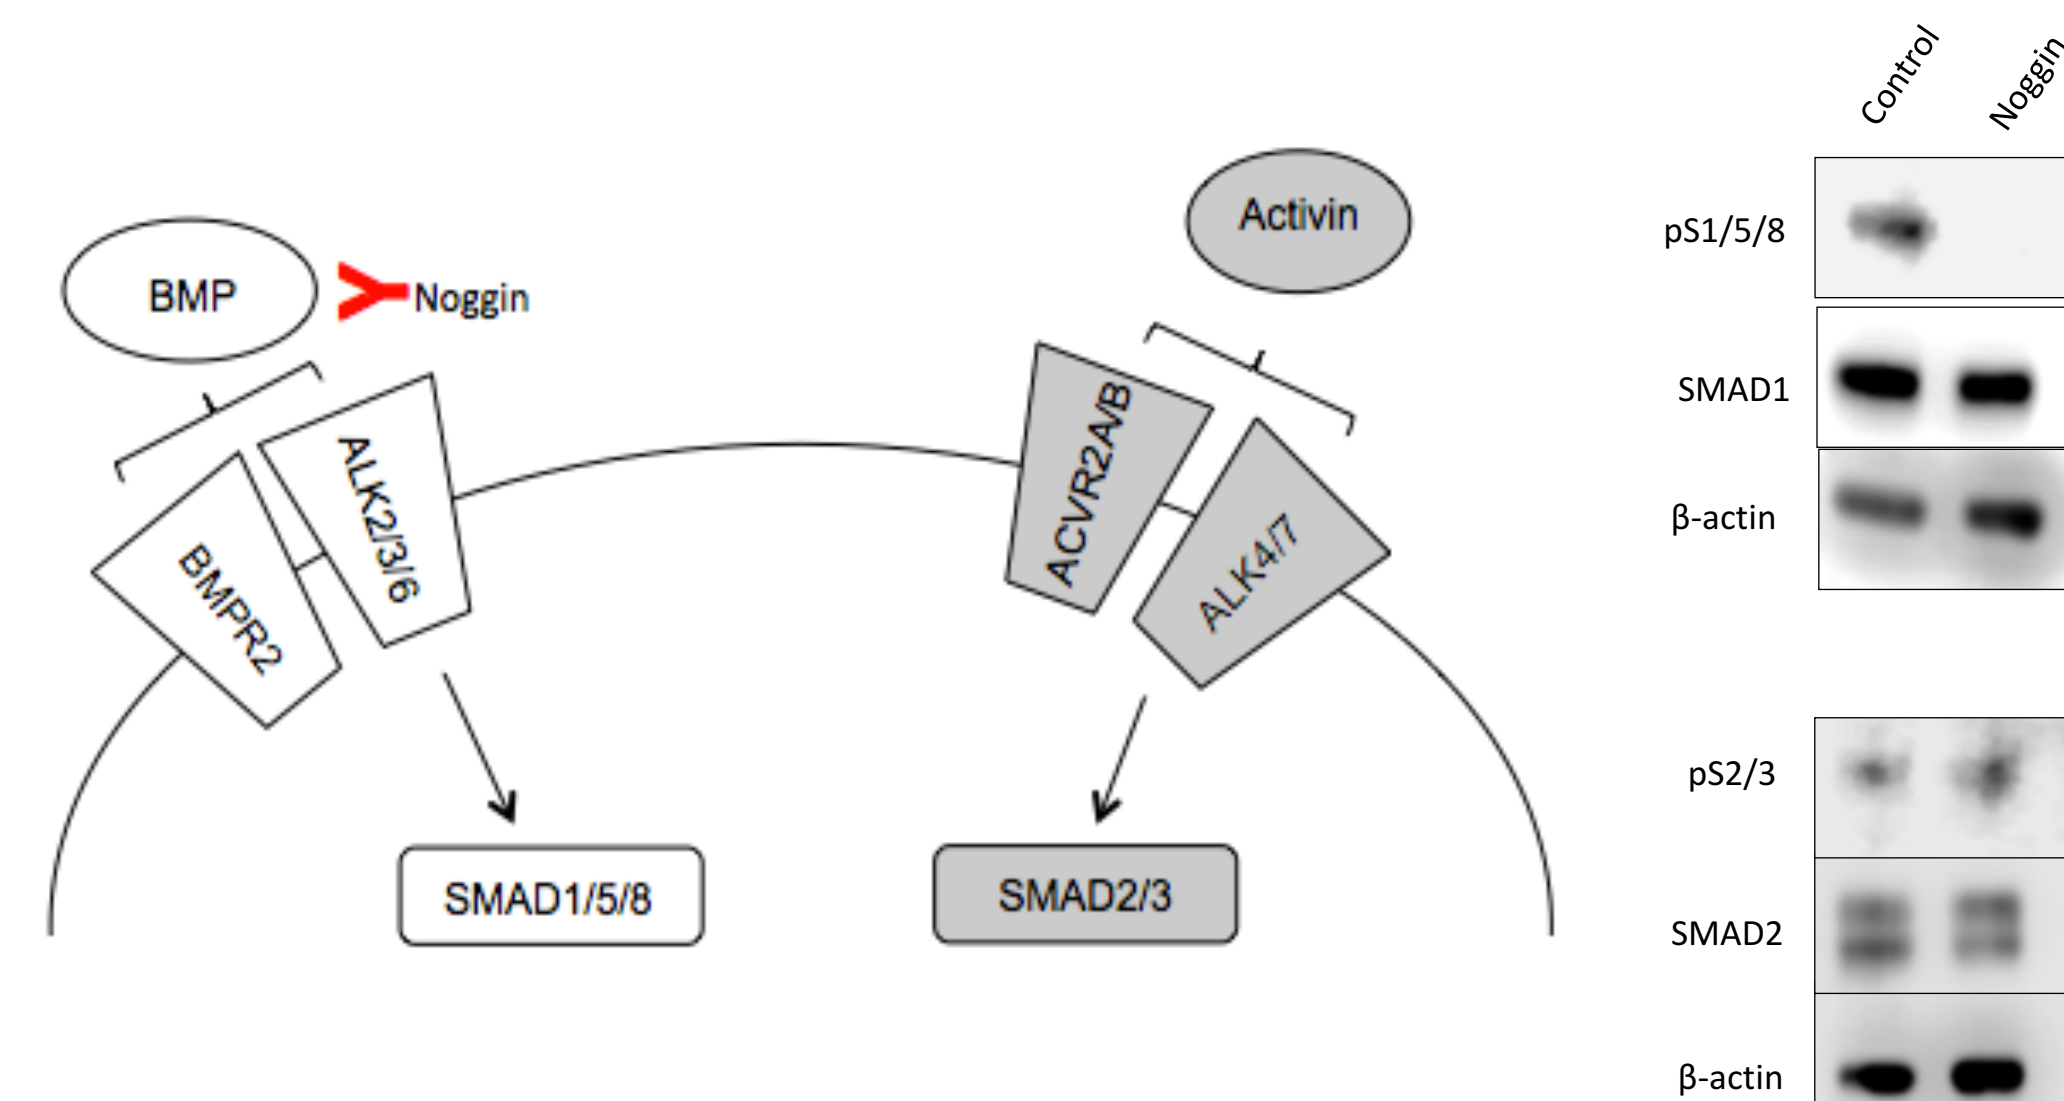 Control
Noggin
Activin
BMP
Noggin
ACVR2A/B
ALK2/3/6
ALK4/7
BMPR2
SMAD1/5/8
SMAD2/3
pS1/5/8
SMAD1
β-actin
pS2/3
SMAD2
β-actin